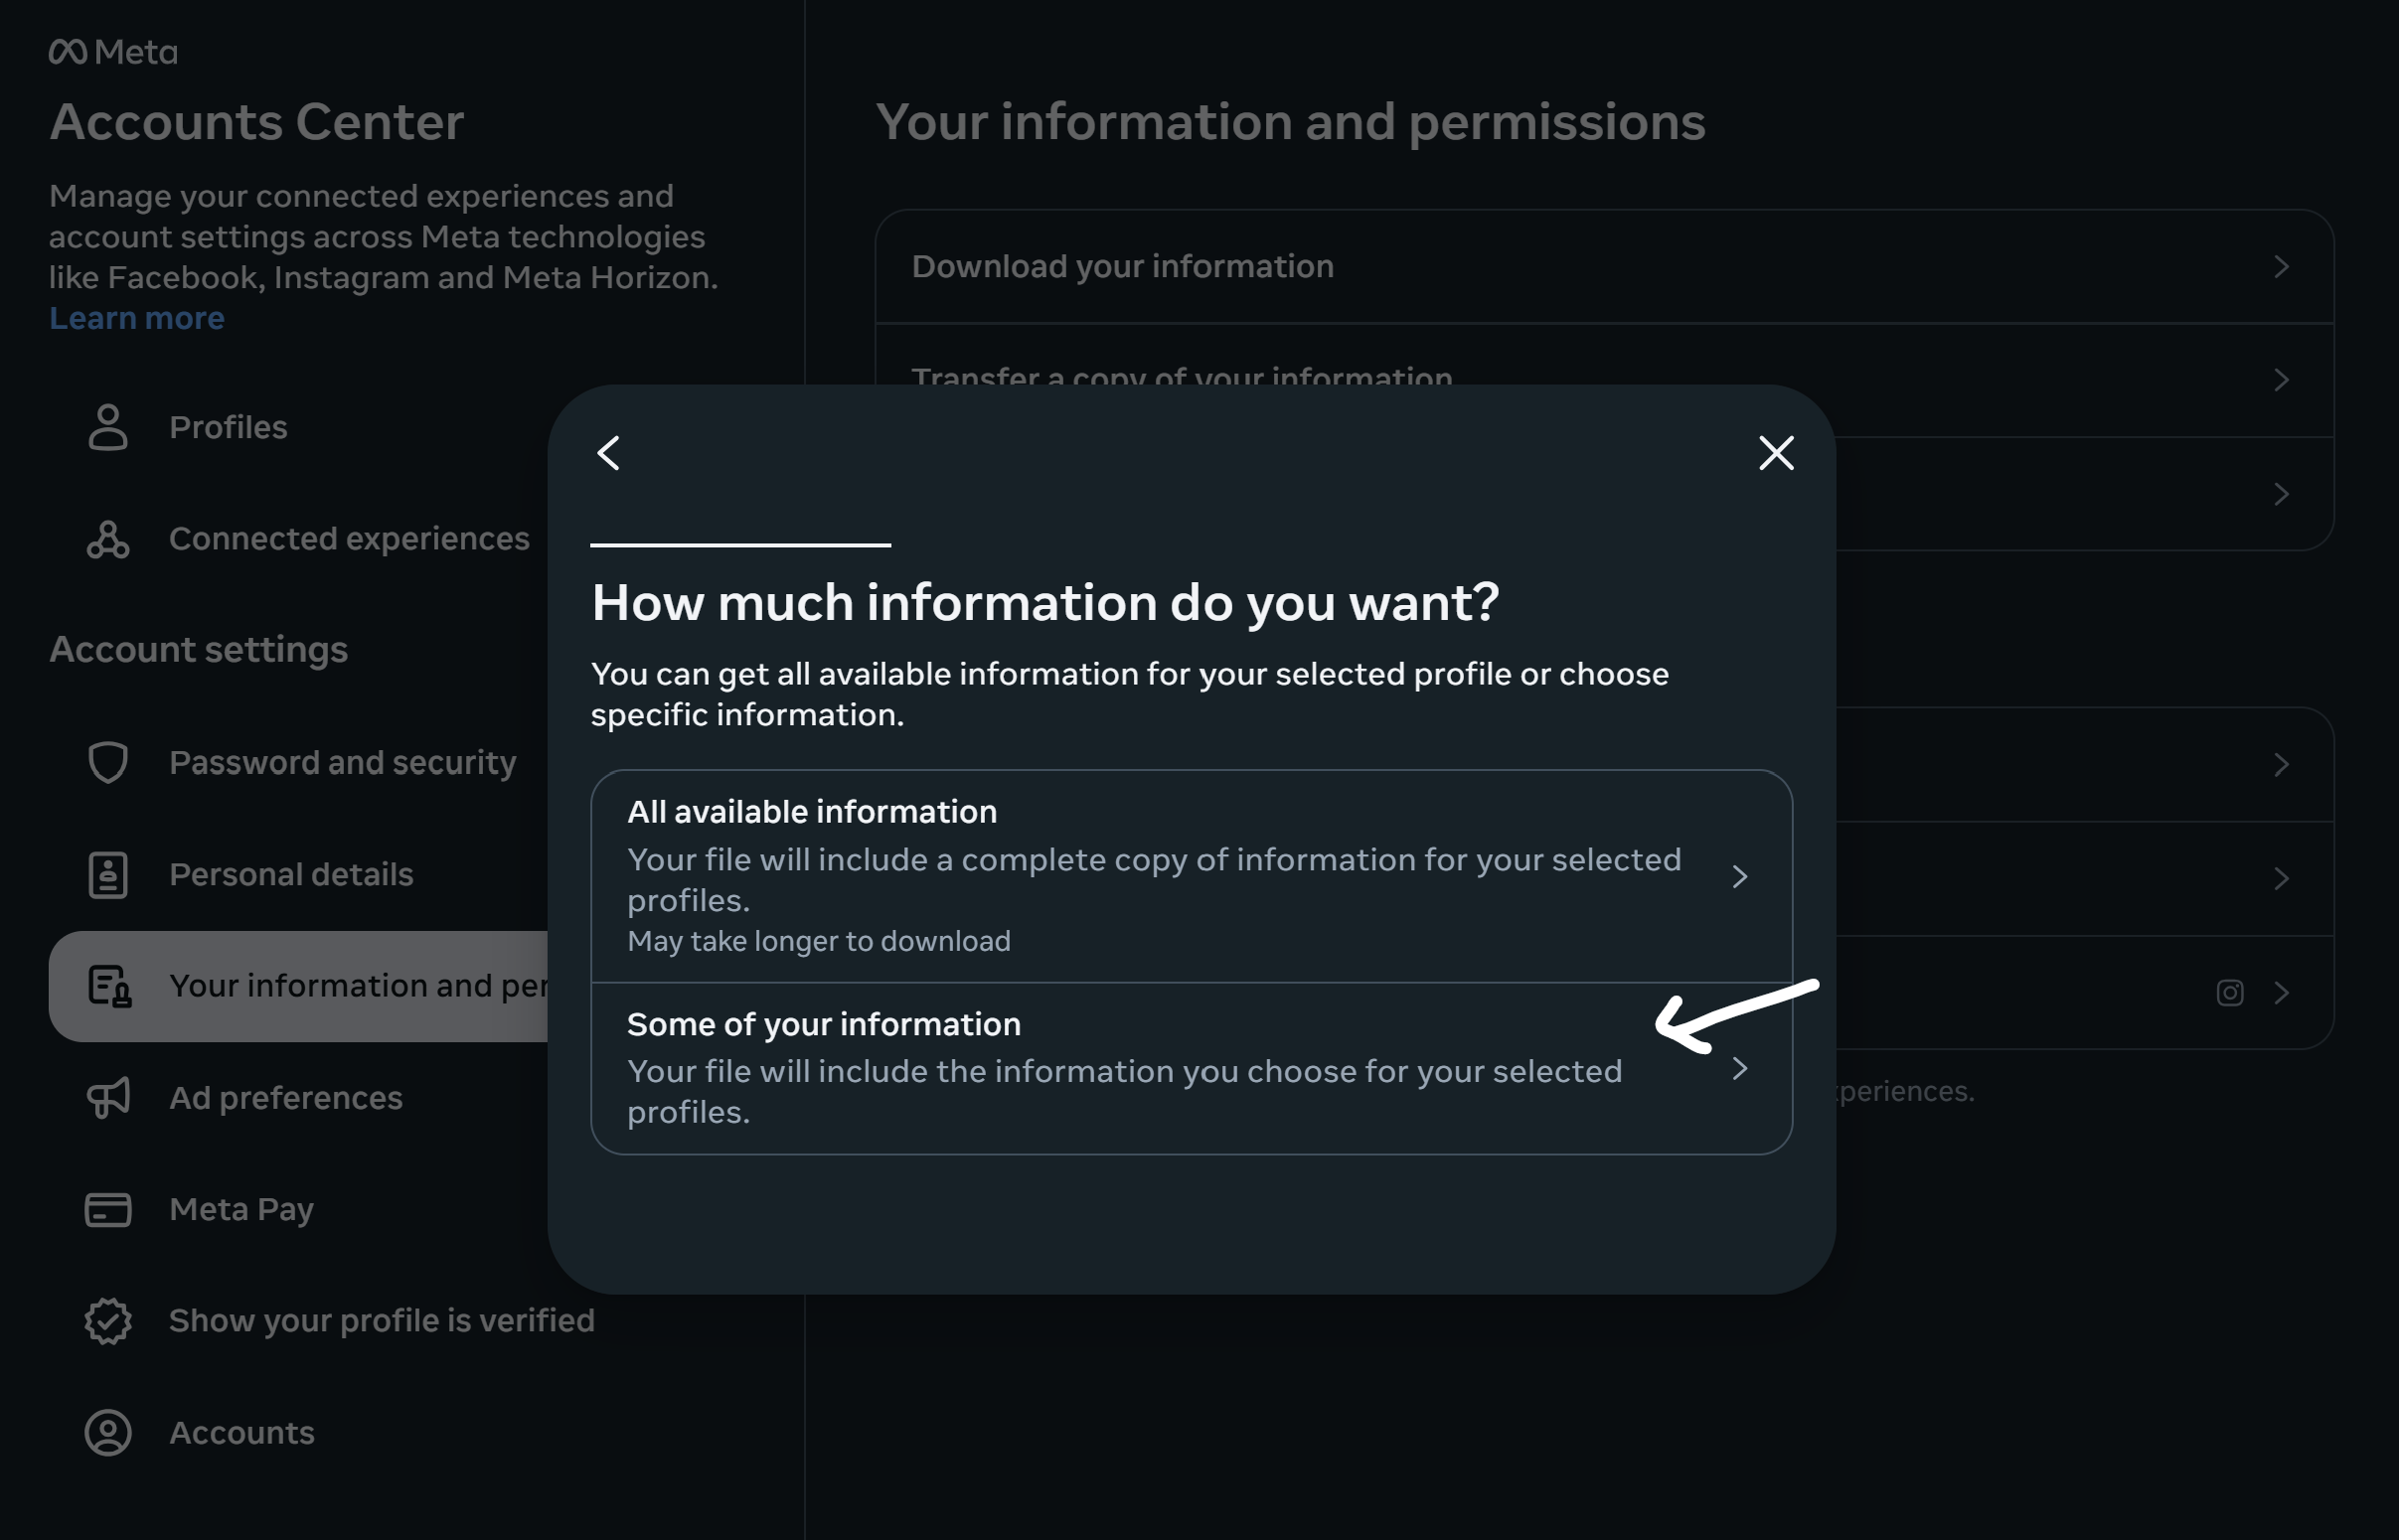 Meta
Accounts Center
Manage your connected experiences and
account settings across Meta technologies
like Facebook, Instagram and Meta Horizon.
Learn more
Profiles
Connected experiences
Account settings
Password and security
Personal details
Your information and per
Ad preferences
Meta Pay
Show your profile is verified
Accounts
Your information and permissions
Download your information
Transfer a copy of your information
How much information do you want?
You can get all available information for your selected profile or choose
specific information.
All available information
Your file will include a complete copy of information for your selected
profiles.
May take longer to download
Some of your information
Your file will include the information you choose for your selected
profiles.
periences.